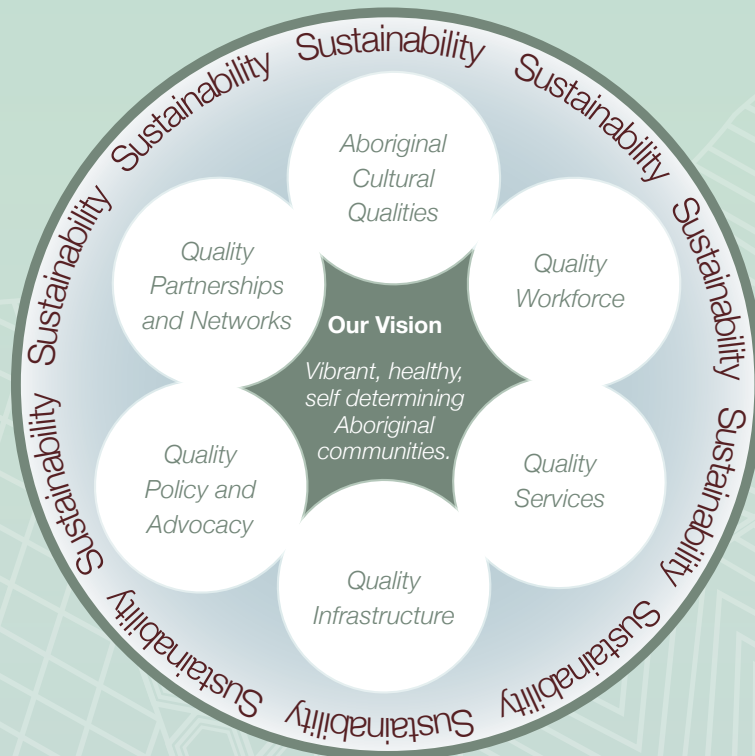 Sustainability
Sustainability
Sustainability
Sustainability
Sustainability
Sustainability
Sustainability
Sustainability
Sustainability
Sustainability
Aboriginal
Cultural
Qualities
Quality
Workforce
Quality
Services
Quality
Infrastructure
Quality
Policy and
Advocacy
Quality
Partnerships
and Networks
Our Vision
Vibrant, healthy,
self determining
Aboriginal
communities.